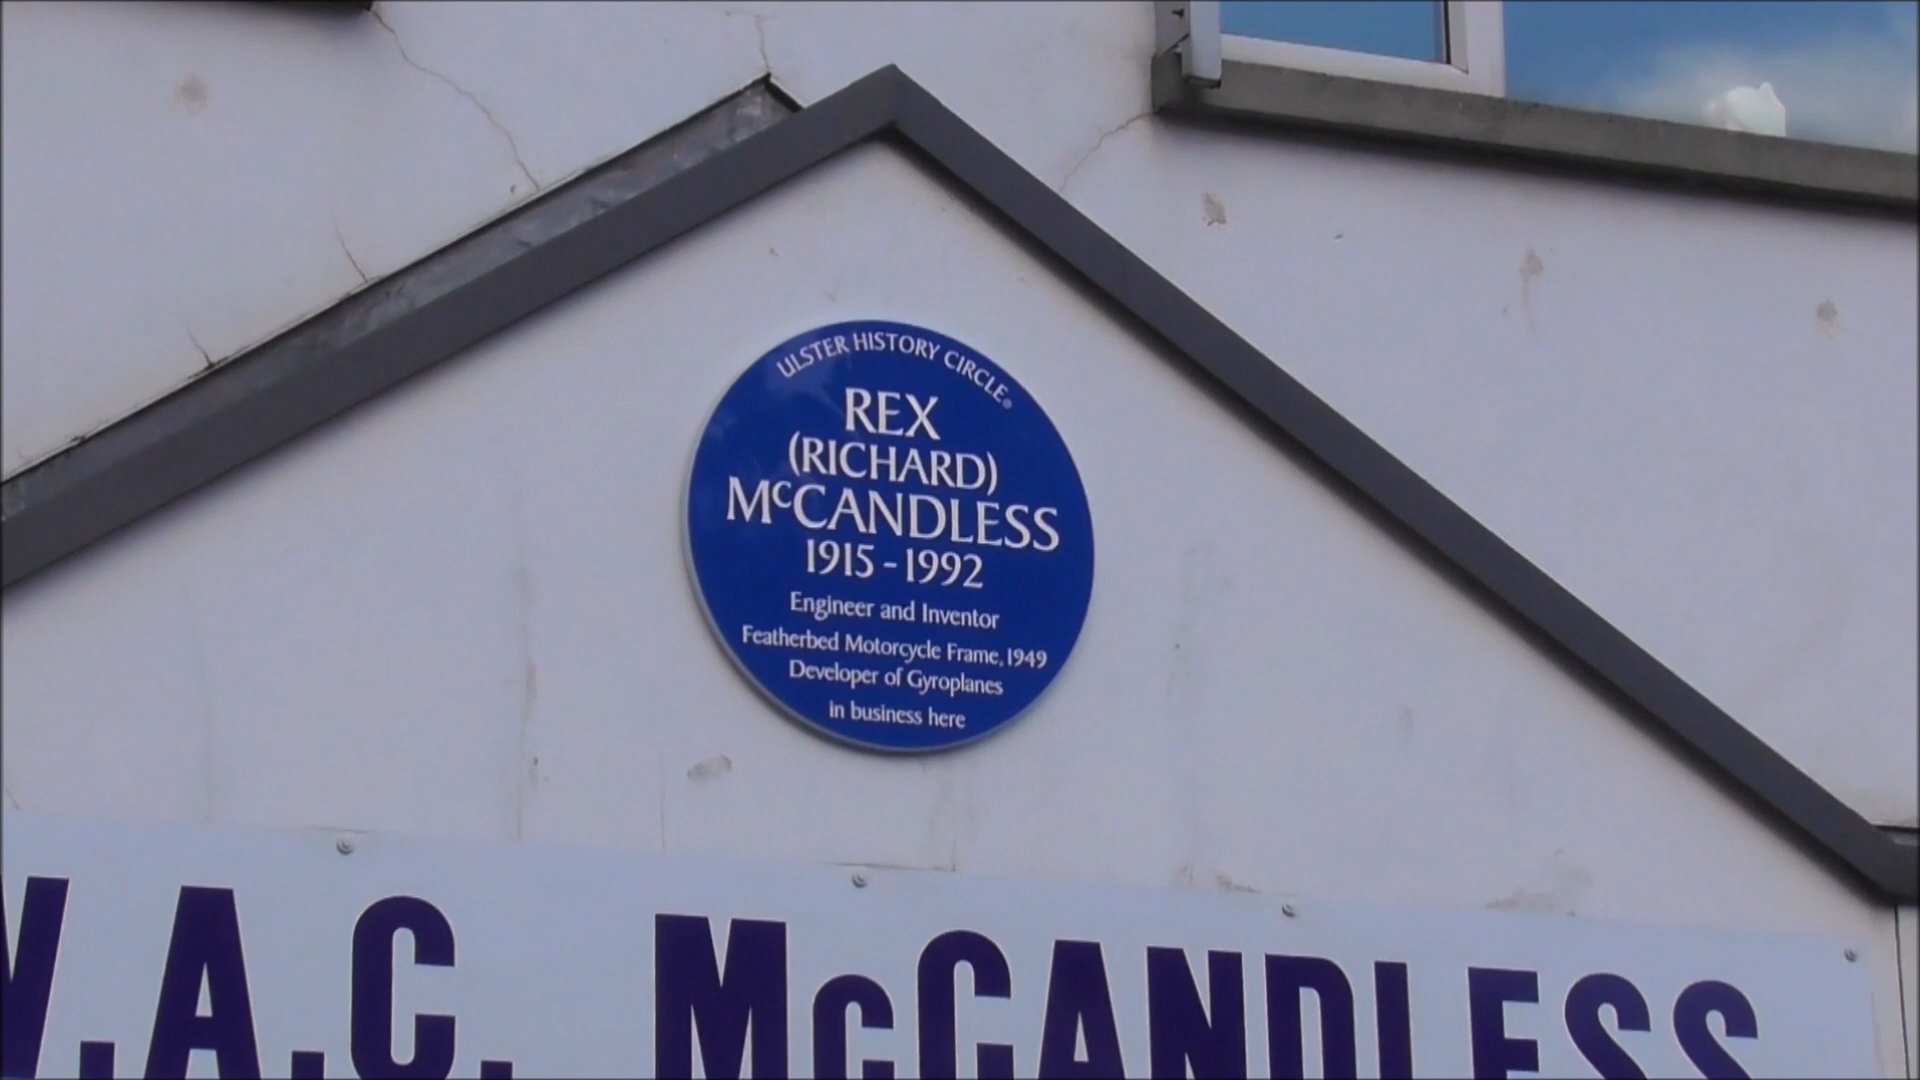 ULSTER HISTORY CIRCLE®
REX
(RICHARD)
McCANDLESS
1915 - 1992
Engineer and Inventor
Featherbed Motorcycle Frame, 1949
Developer of Gyroplanes
in business here
.A.C. McCANDLESS